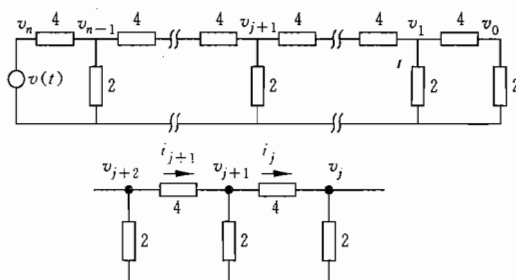 v_n 4 v_{n-1} 4 4 v_{j+1} 4 4 v_1 4 v_0
v(t) 2 2 2 2
i_{j+1} i_j
v_{j+2} v_{j+1} v_j
4 4
2 2 2